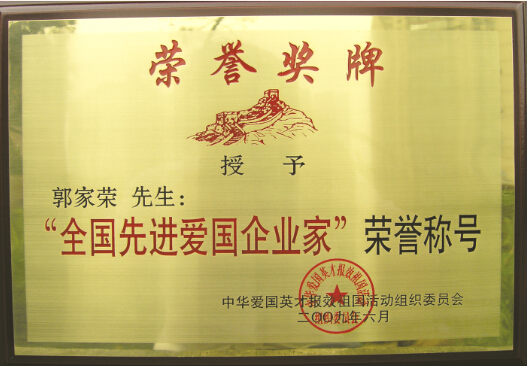 荣誉奖牌
授 予
郭家荣 先生：
“全国先进爱国企业家”荣誉称号
中华爱国英才报效祖国活动组织委员会
二〇〇九年六月